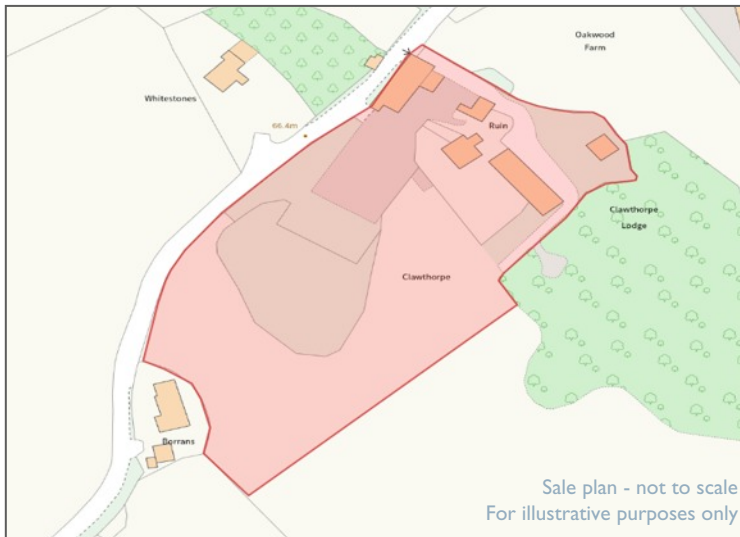 Oakwood
Farm
Whitestones
66.4m
Ruin
Clawthorpe
Lodge
Clawthorpe
Borrans
Sale plan - not to scale
For illustrative purposes only